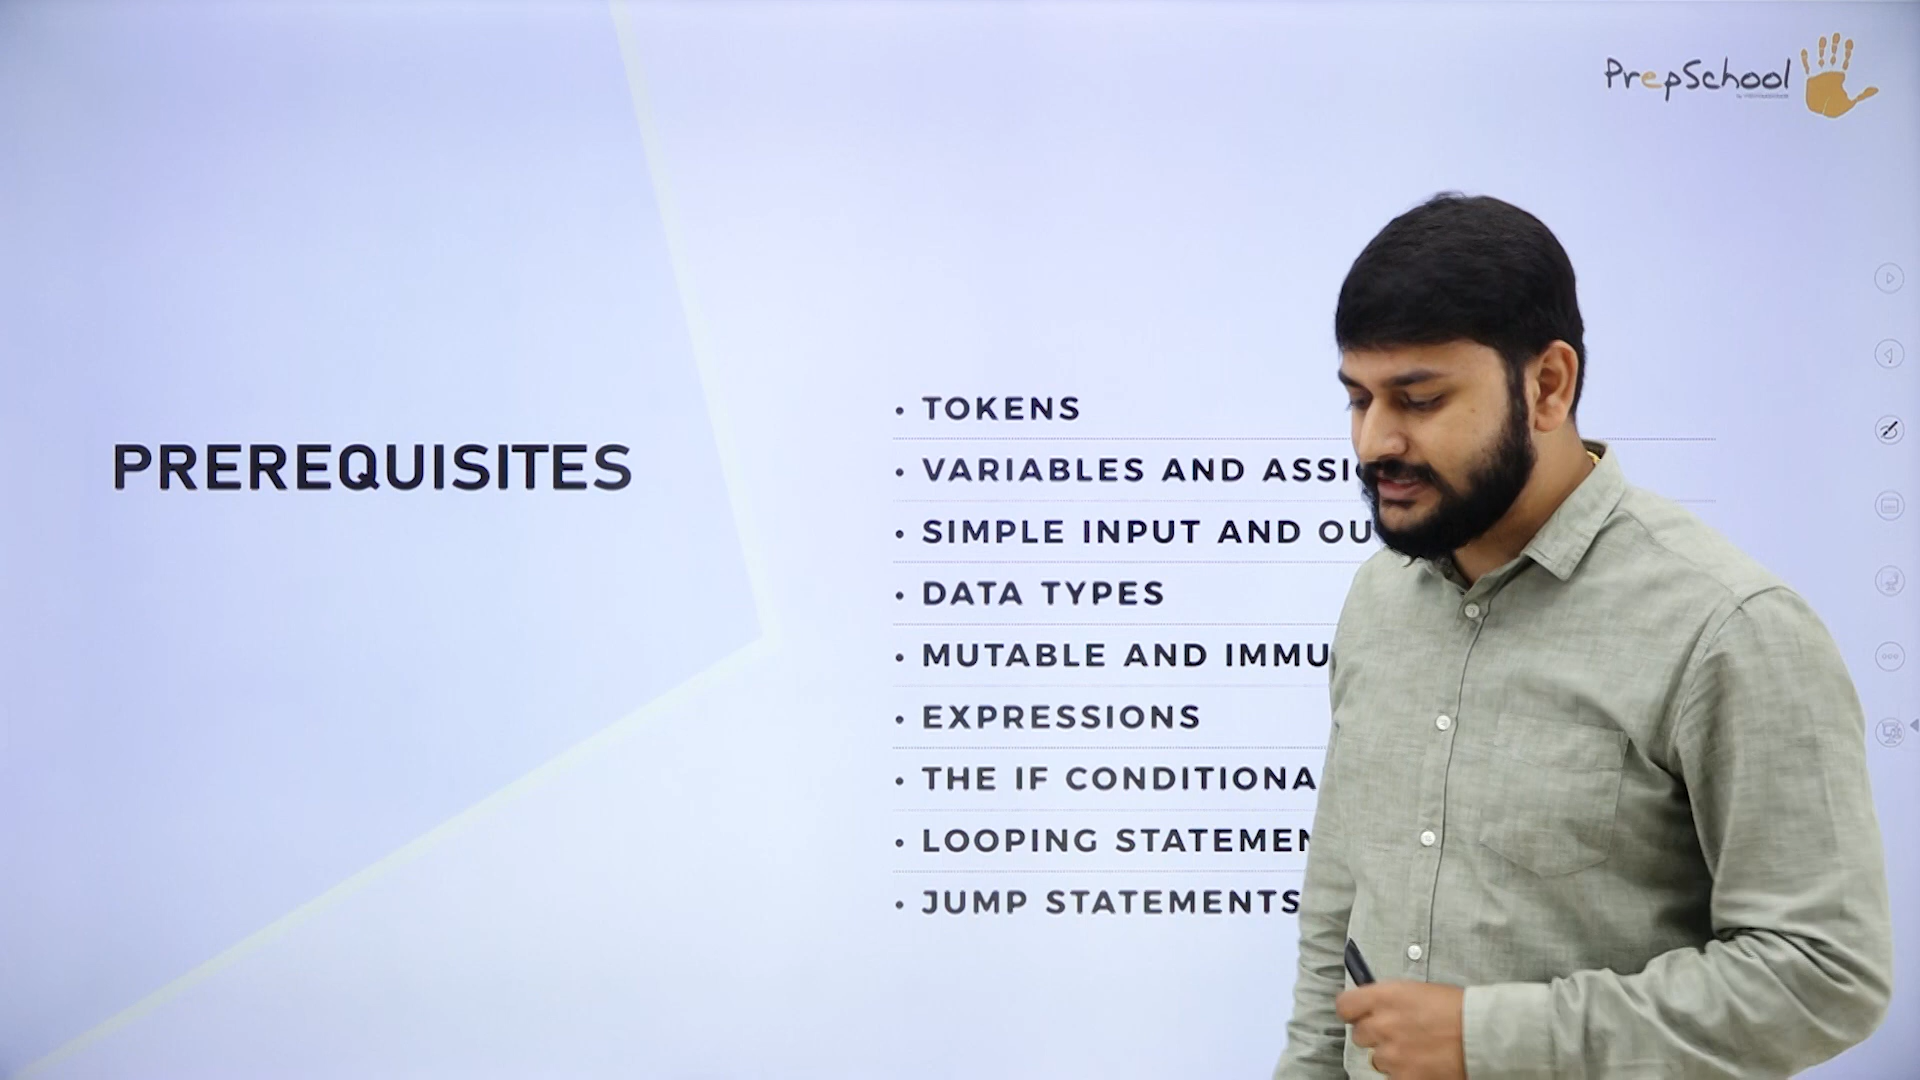 PrepSchool
PREREQUISITES
• TOKENS
• VARIABLES AND ASSIG
• SIMPLE INPUT AND OU
• DATA TYPES
• MUTABLE AND IMMU
• EXPRESSIONS
• THE IF CONDITIONA
• LOOPING STATEMEN
• JUMP STATEMENTS